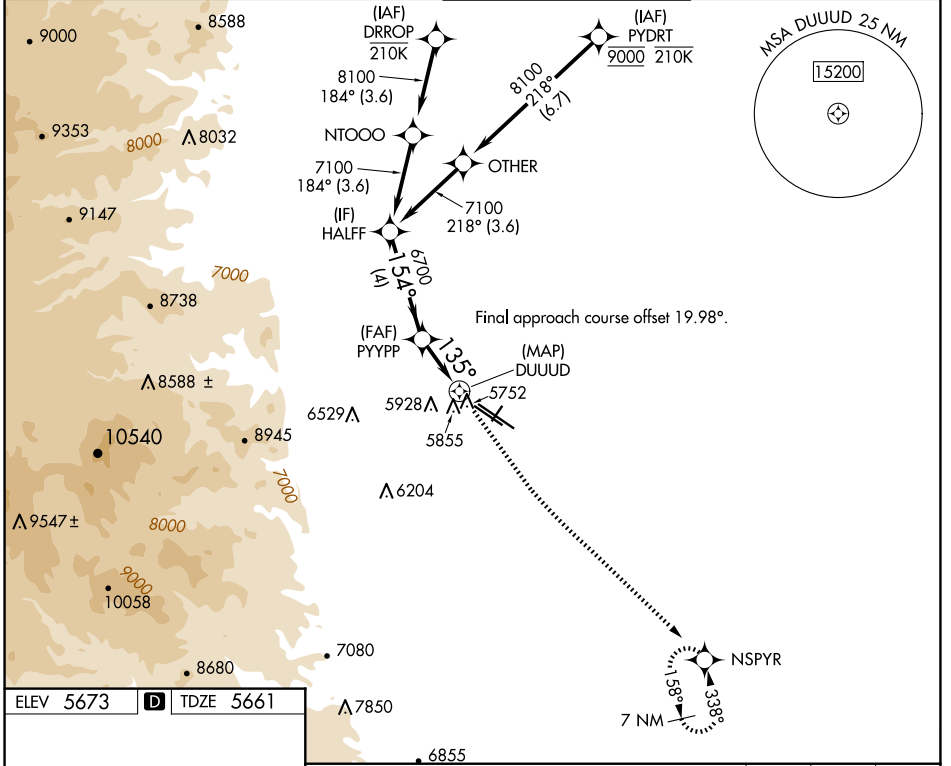 8588
9000
(IAF)
DRROP
210K
(IAF)
PYDRT
9000 210K
MSA DUUUD 25 NM
15200
8100
184° (3.6)
8100
218°
(6.7)
9353
8000
8032
NTOOO
OTHER
7100
184° (3.6)
7100
218° (3.6)
9147
(IF)
HALFF
6700
154°
(4)
7000
8738
Final approach course offset 19.98°.
(FAF)
PYYPP
135°
(MAP)
DUUUD
8588 ±
5752
6529
5928
5855
10540
8945
7000
6204
9547±
8000
9000
10058
7080
8680
NSPYR
158°
338°
7 NM
ELEV 5673 D TDZE 5661
7850
6855